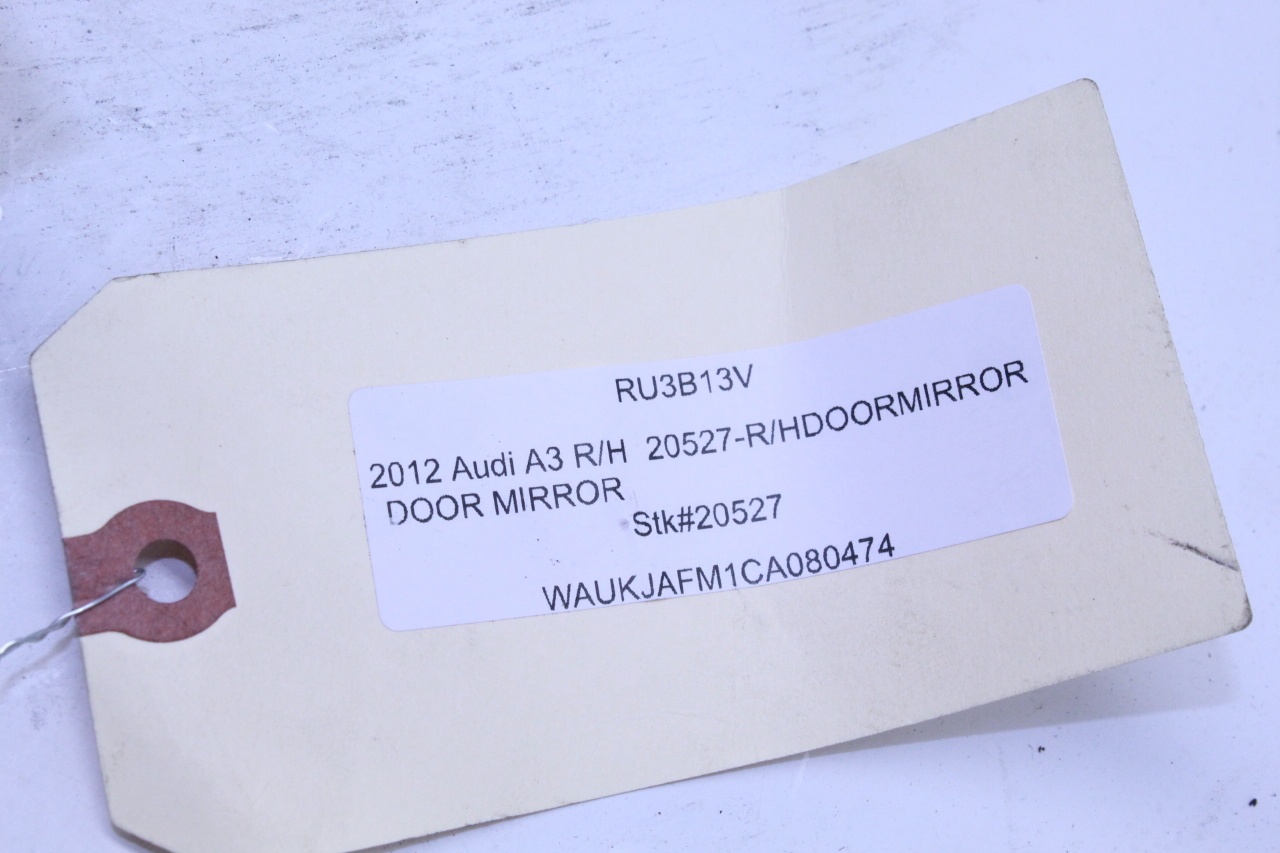 RU3B13V
2012 Audi A3 R/H 20527-R/HDOORMIRROR
DOOR MIRROR
Stk#20527
WAUKJAFM1CA080474